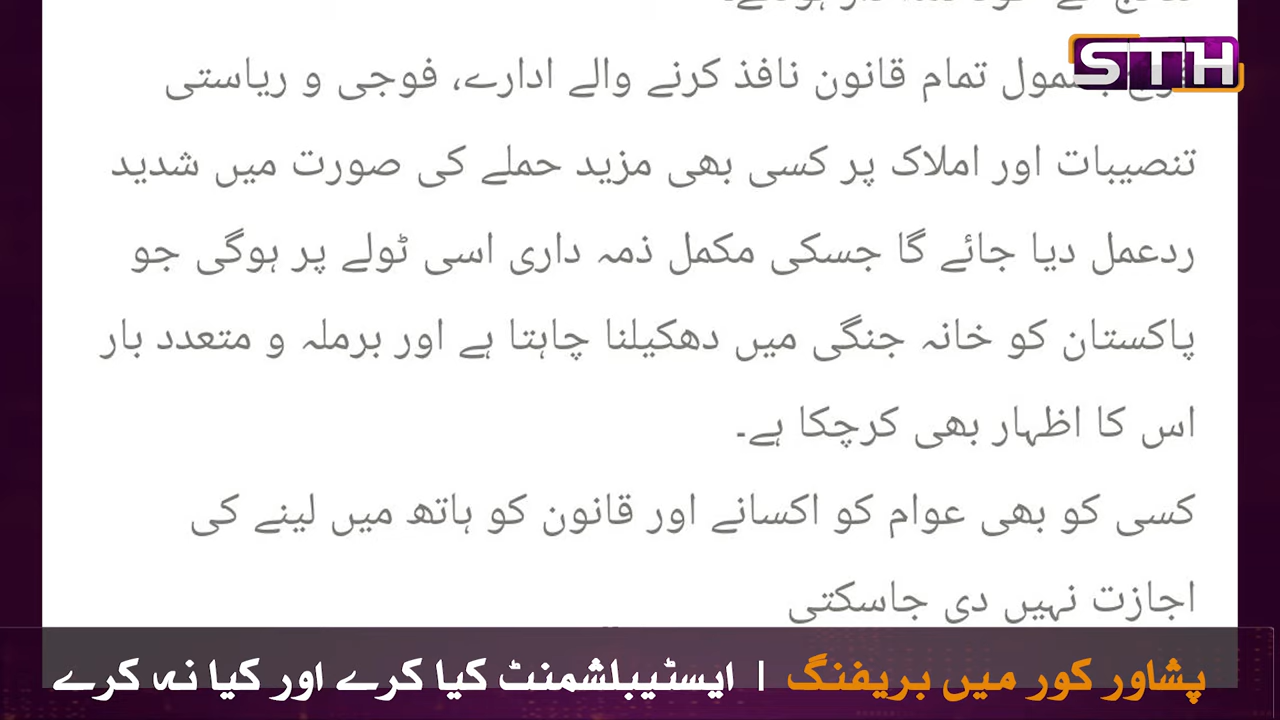 STH
تمام قانون نافذ کرنے والے ادارے، فوجی و ریاستی
تنصیبات اور املاک پر کسی بھی مزید حملے کی صورت میں شدید
ردعمل دیا جائے گا جسکی مکمل ذمہ داری اسی ٹولے پر ہوگی جو
پاکستان کو خانہ جنگی میں دھکیلنا چاہتا ہے اور برملہ و متعدد بار
اس کا اظہار بھی کرچکا ہے۔
کسی کو بھی عوام کو اکسانے اور قانون کو ہاتھ میں لینے کی
اجازت نہیں دی جاسکتی
پشاور کور میں بریفنگ | ایسٹیبلشمنٹ کیا کرے اور کیا نہ کرے